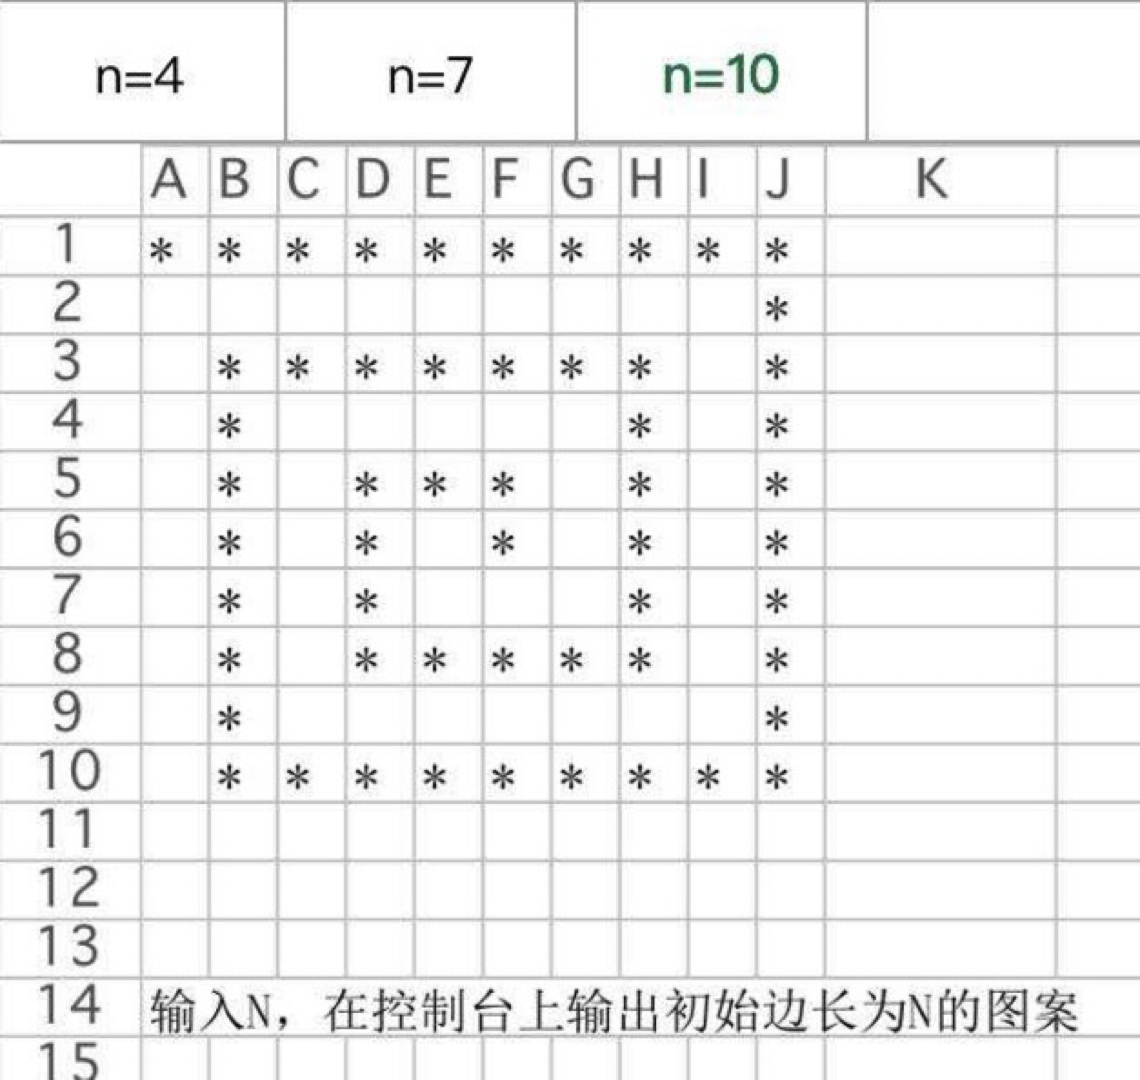 n=4 n=7 n=10
A B C D E F G H I J K
1 * * * * * * * * * *
2 *
3 * * * * * * * *
4 * * *
5 * * * * * * *
6 * * * * *
7 * * * *
8 * * * * * * *
9 * *
10 * * * * * * * * *
11
12
13
14 输入N，在控制台上输出初始边长为N的图案
15